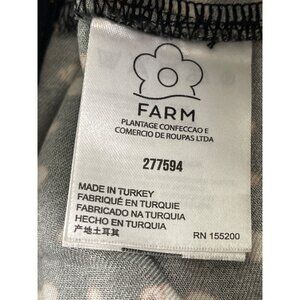 FARM
PLANTAGE CONFECCAO E
COMERCIO DE ROUPAS LTDA
277594
MADE IN TURKEY
FABRIQUÉ EN TURQUIE
FABRICADO NA TURQUIA
HECHO EN TURQUIA
产地土耳其 RN 155200